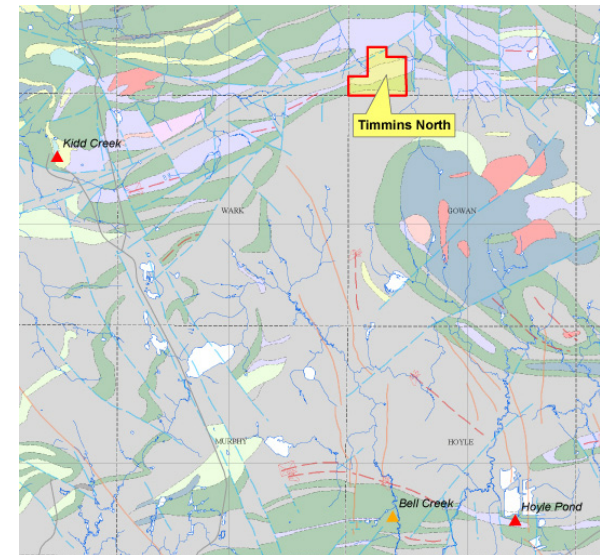 Timmins North
Kidd Creek
WARK
GOWAN
MURPHY
HOYLE
Bell Creek
Hoyle Pond